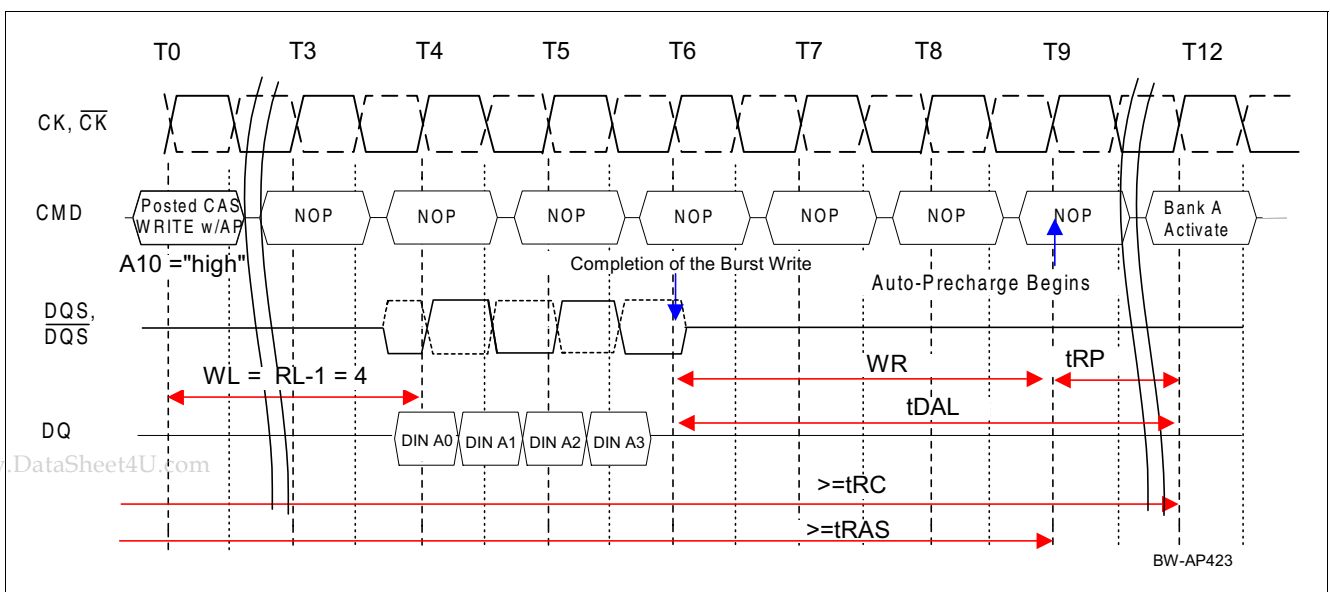 T0 T3 T4 T5 T6 T7 T8 T9 T12
CK, CK
CMD
Posted CAS
WRITE w/AP
NOP NOP NOP NOP NOP NOP NOP
Bank A
Activate
A10 ="high"
Completion of the Burst Write
Auto-Precharge Begins
DQS,
DQS
WL = RL-1 = 4
WR
tRP
tDAL
DQ
DIN A0 DIN A1 DIN A2 DIN A3
w.DataSheet4U.com
>=tRC
>=tRAS
BW-AP423